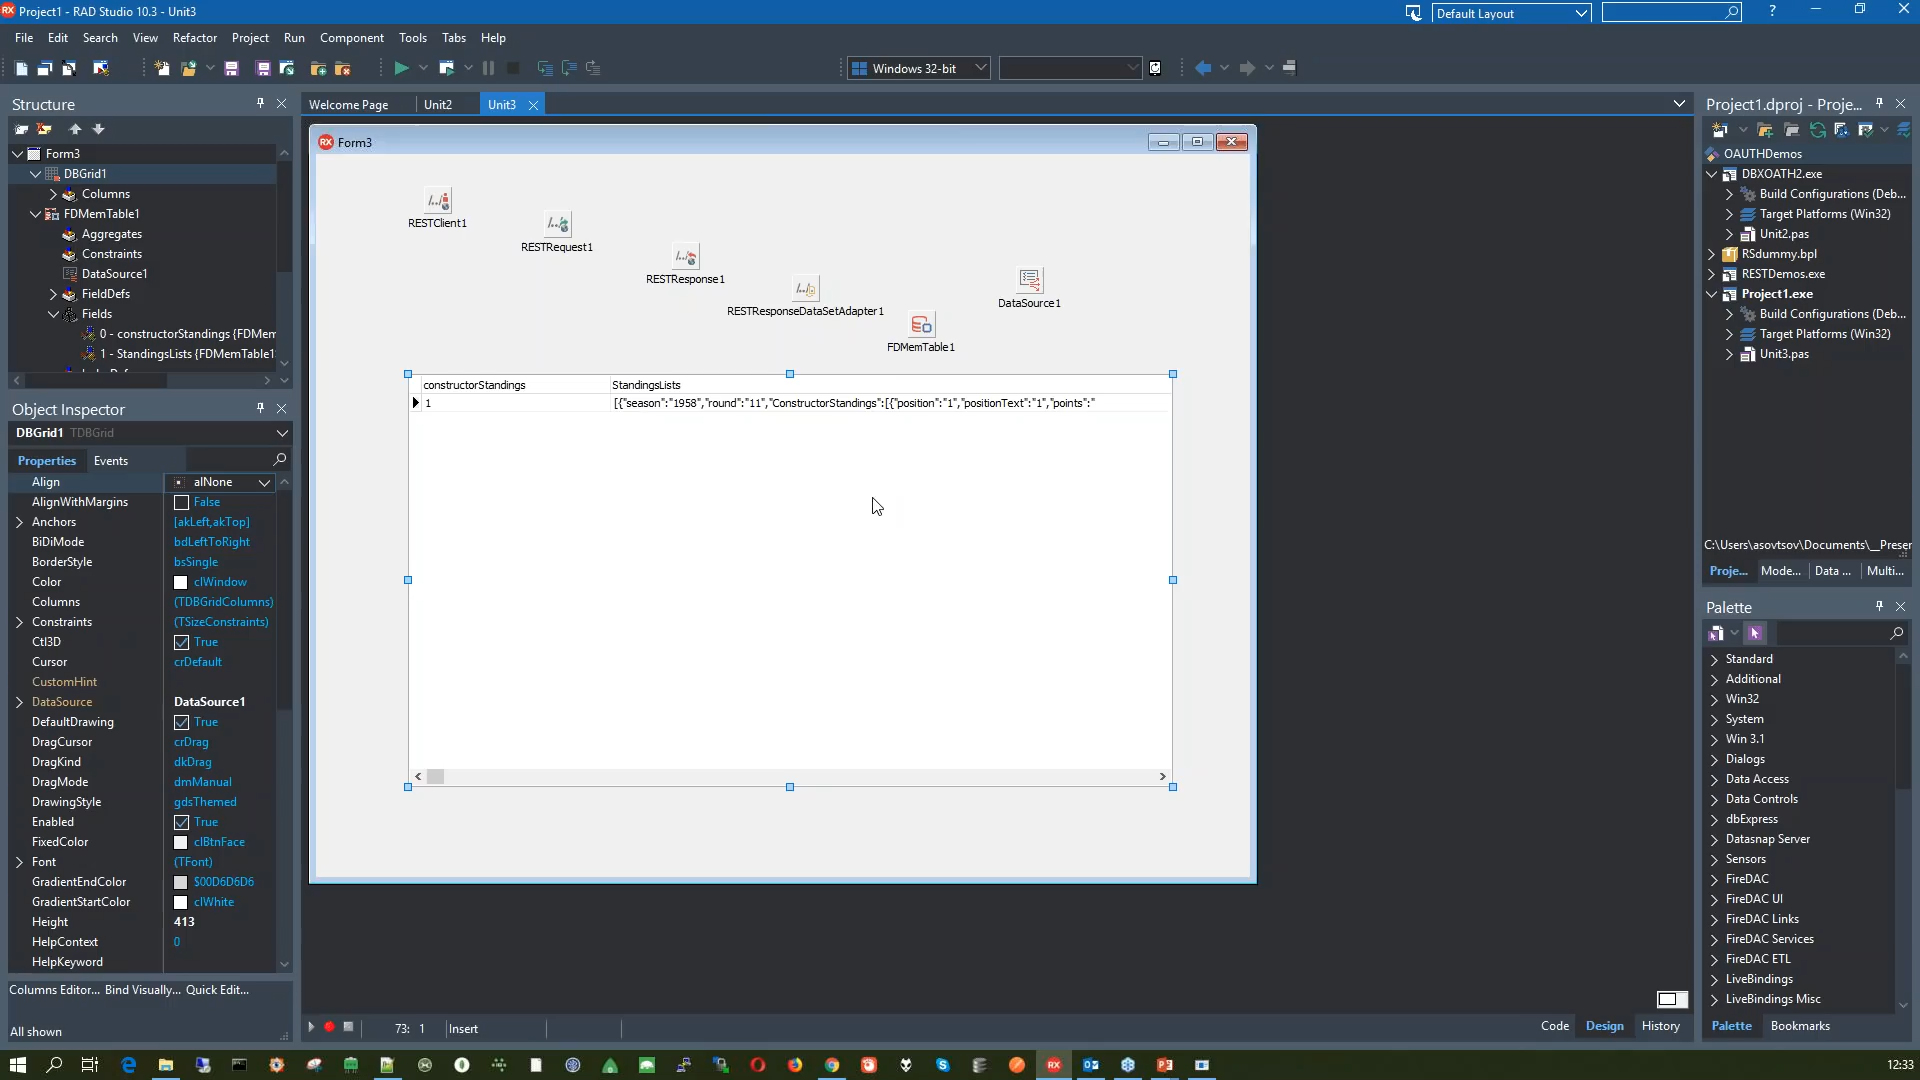 Project1 - RAD Studio 10.3 - Unit3
Default Layout
?
File Edit Search View Refactor Project Run Component Tools Tabs Help
Windows 32-bit
Structure
Form3
DBGrid1
Columns
FDMemTable1
Aggregates
Constraints
DataSource1
FieldDefs
Fields
0 - constructorStandings {FDMem
1 - StandingsLists {FDMemTable1
Object Inspector
DBGrid1 TDBGrid
Properties Events
Align alNone
AlignWithMargins False
Anchors [akLeft,akTop]
BiDiMode bdLeftToRight
BorderStyle bsSingle
Color clWindow
Columns (TDBGridColumns)
Constraints (TSizeConstraints)
Ctl3D True
Cursor crDefault
CustomHint
DataSource DataSource1
DefaultDrawing True
DragCursor crDrag
DragKind dkDrag
DragMode dmManual
DrawingStyle gdsThemed
Enabled True
FixedColor clBtnFace
Font (TFont)
GradientEndColor $00D6D6D6
GradientStartColor clWhite
Height 413
HelpContext 0
HelpKeyword
Columns Editor... Bind Visually... Quick Edit...
All shown
Welcome Page Unit2 Unit3
Form3
RESTClient1
RESTRequest1
RESTResponse1
RESTResponseDataSetAdapter1
FDMemTable1
DataSource1
constructorStandings StandingsLists
1 [{"season":"1958","round":"11","ConstructorStandings":[{"position":"1","positionText":"1","points":"
73: 1 Insert
Code Design History
Project1.dproj - Proje...
OAUTHDemos
DBXOATH2.exe
Build Configurations (Deb...
Target Platforms (Win32)
Unit2.pas
RSdummy.bpl
RESTDemos.exe
Project1.exe
Build Configurations (Deb...
Target Platforms (Win32)
Unit3.pas
C:\Users\asovtsov\Documents\__Preser
Proje... Mode... Data ... Multi...
Palette
Standard
Additional
Win32
System
Win 3.1
Dialogs
Data Access
Data Controls
dbExpress
Datasnap Server
Sensors
FireDAC
FireDAC UI
FireDAC Links
FireDAC Services
FireDAC ETL
LiveBindings
LiveBindings Misc
Palette Bookmarks
12:33